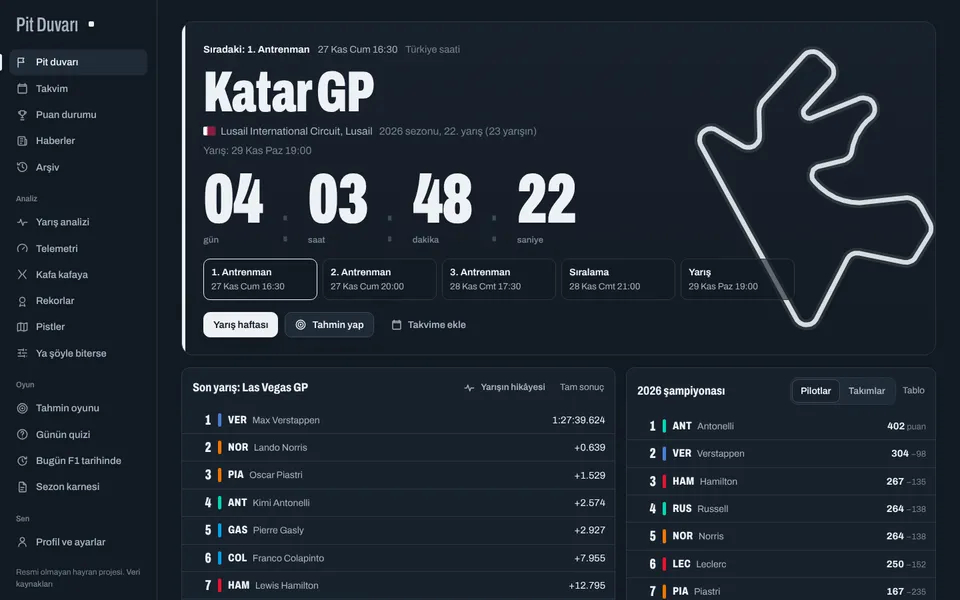 Pit Duvarı
Pit duvarı
Takvim
Puan durumu
Haberler
Arşiv
Analiz
Yarış analizi
Telemetri
Kafa kafaya
Rekorlar
Pistler
Ya şöyle biterse
Oyun
Tahmin oyunu
Günün quizi
Bugün F1 tarihinde
Sezon karnesi
Sen
Profil ve ayarlar
Resmi olmayan hayran projesi. Veri
kaynakları
Sıradaki: 1. Antrenman 27 Kas Cum 16:30 Türkiye saati
Katar GP
Lusail International Circuit, Lusail 2026 sezonu, 22. yarış (23 yarışın)
Yarış: 29 Kas Paz 19:00
04 : 03 : 48 : 22
gün saat dakika saniye
1. Antrenman 2. Antrenman 3. Antrenman Sıralama Yarış
27 Kas Cum 16:30 27 Kas Cum 20:00 28 Kas Cmt 17:30 28 Kas Cmt 21:00 29 Kas Paz 19:00
Yarış haftası Tahmin yap Takvime ekle
Son yarış: Las Vegas GP Yarışın hikâyesi Tam sonuç
1 VER Max Verstappen 1:27:39.624
2 NOR Lando Norris +0.639
3 PIA Oscar Piastri +1.529
4 ANT Kimi Antonelli +2.574
5 GAS Pierre Gasly +2.927
6 COL Franco Colapinto +7.955
7 HAM Lewis Hamilton +12.795
2026 şampiyonası Pilotlar Takımlar Tablo
1 ANT Antonelli 402 puan
2 VER Verstappen 304 −98
3 HAM Hamilton 267 −135
4 RUS Russell 264 −138
5 NOR Norris 264 −138
6 LEC Leclerc 250 −152
7 PIA Piastri 167 −235